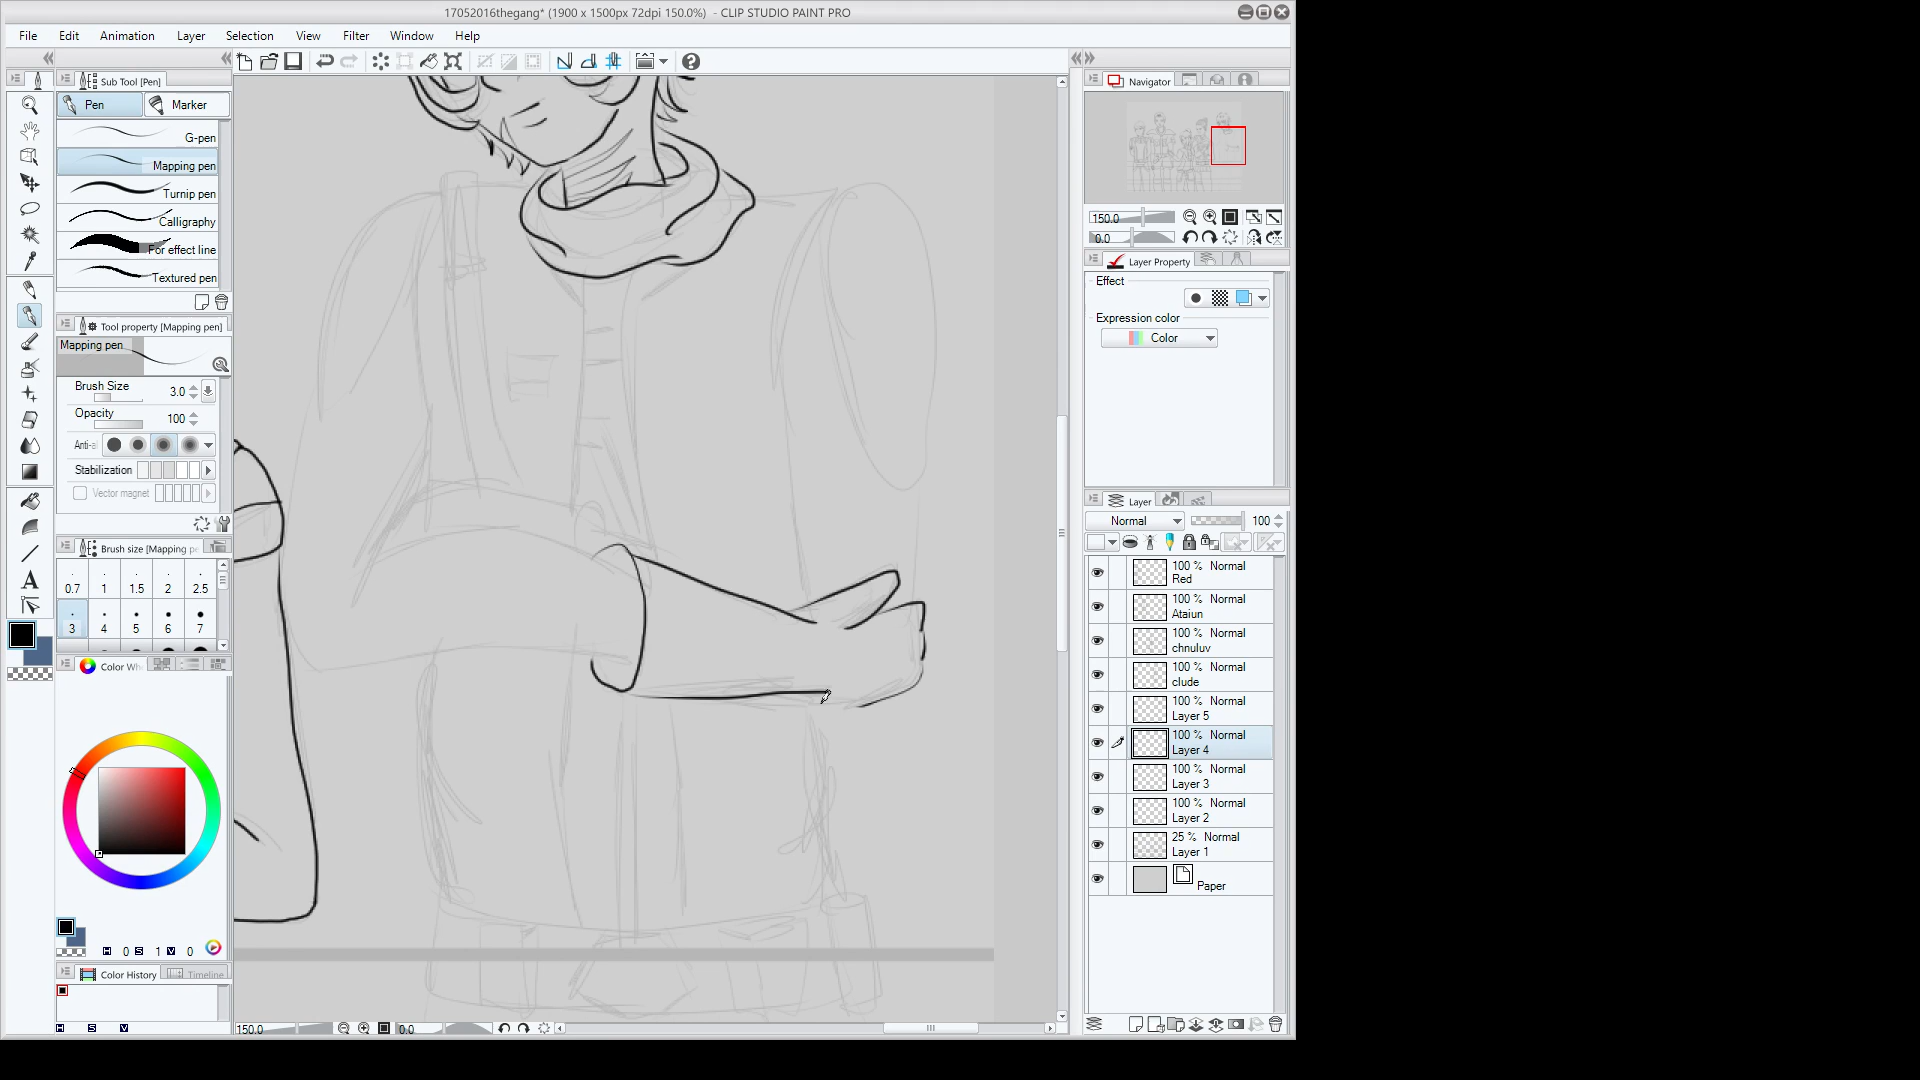 17052016thegang* (1900 x 1500px 72dpi 150.0%) - CLIP STUDIO PAINT PRO
File Edit Animation Layer Selection View Filter Window Help
Sub Tool [Pen]
Pen Marker
G-pen
Mapping pen
Turnip pen
Calligraphy
For effect line
Textured pen
Tool property [Mapping pen]
Mapping pen
Brush Size 3.0
Opacity 100
Anti-al
Stabilization
Vector magnet
Brush size [Mapping pe
0.7 1 1.5 2 2.5
3 4 5 6 7
Color Wh
H 0 S 1 V 0
Color History Timeline
H S V
150.0 0.0
Navigator
150.0
0.0
Layer Property
Effect
Expression color
Color
Layer
Normal 100
100 % Normal
Red
100 % Normal
Ataiun
100 % Normal
chnuluv
100 % Normal
clude
100 % Normal
Layer 5
100 % Normal
Layer 4
100 % Normal
Layer 3
100 % Normal
Layer 2
25 % Normal
Layer 1
Paper